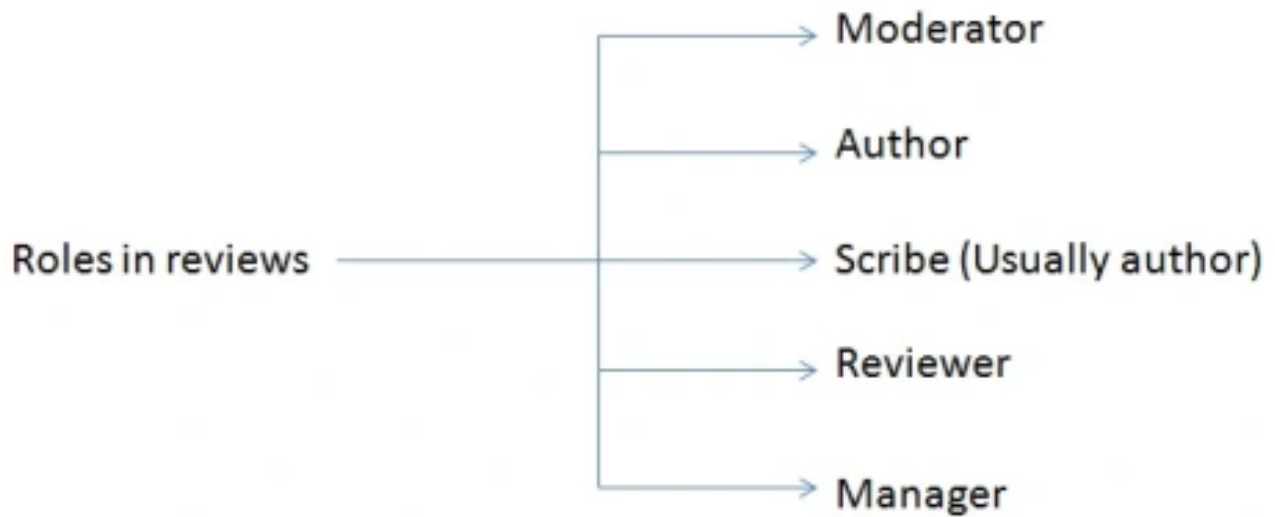 Moderator
Author
Roles in reviews
Scribe (Usually author)
Reviewer
Manager